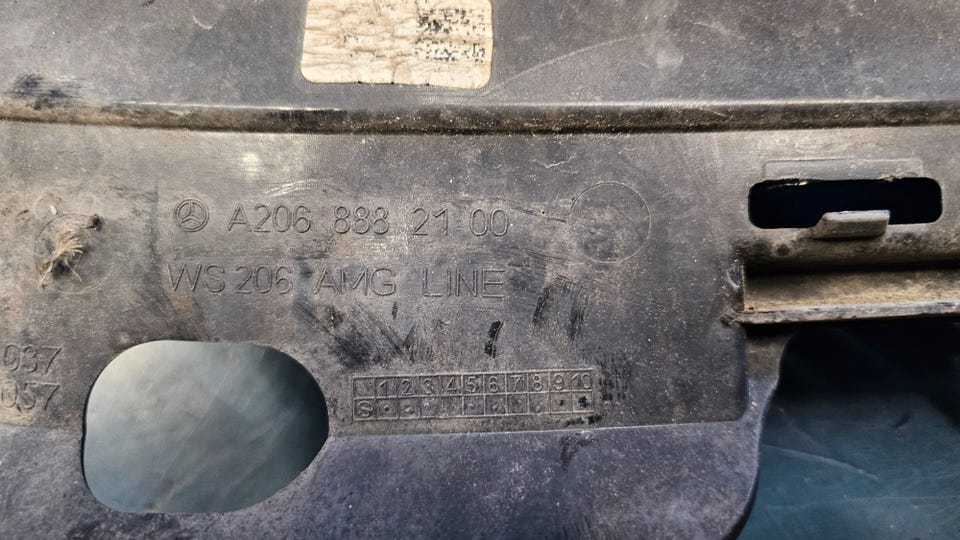 A206 888 21 00
WS 206 AMG LINE
037
057
1 2 3 4 5 6 7 8 9 10
S